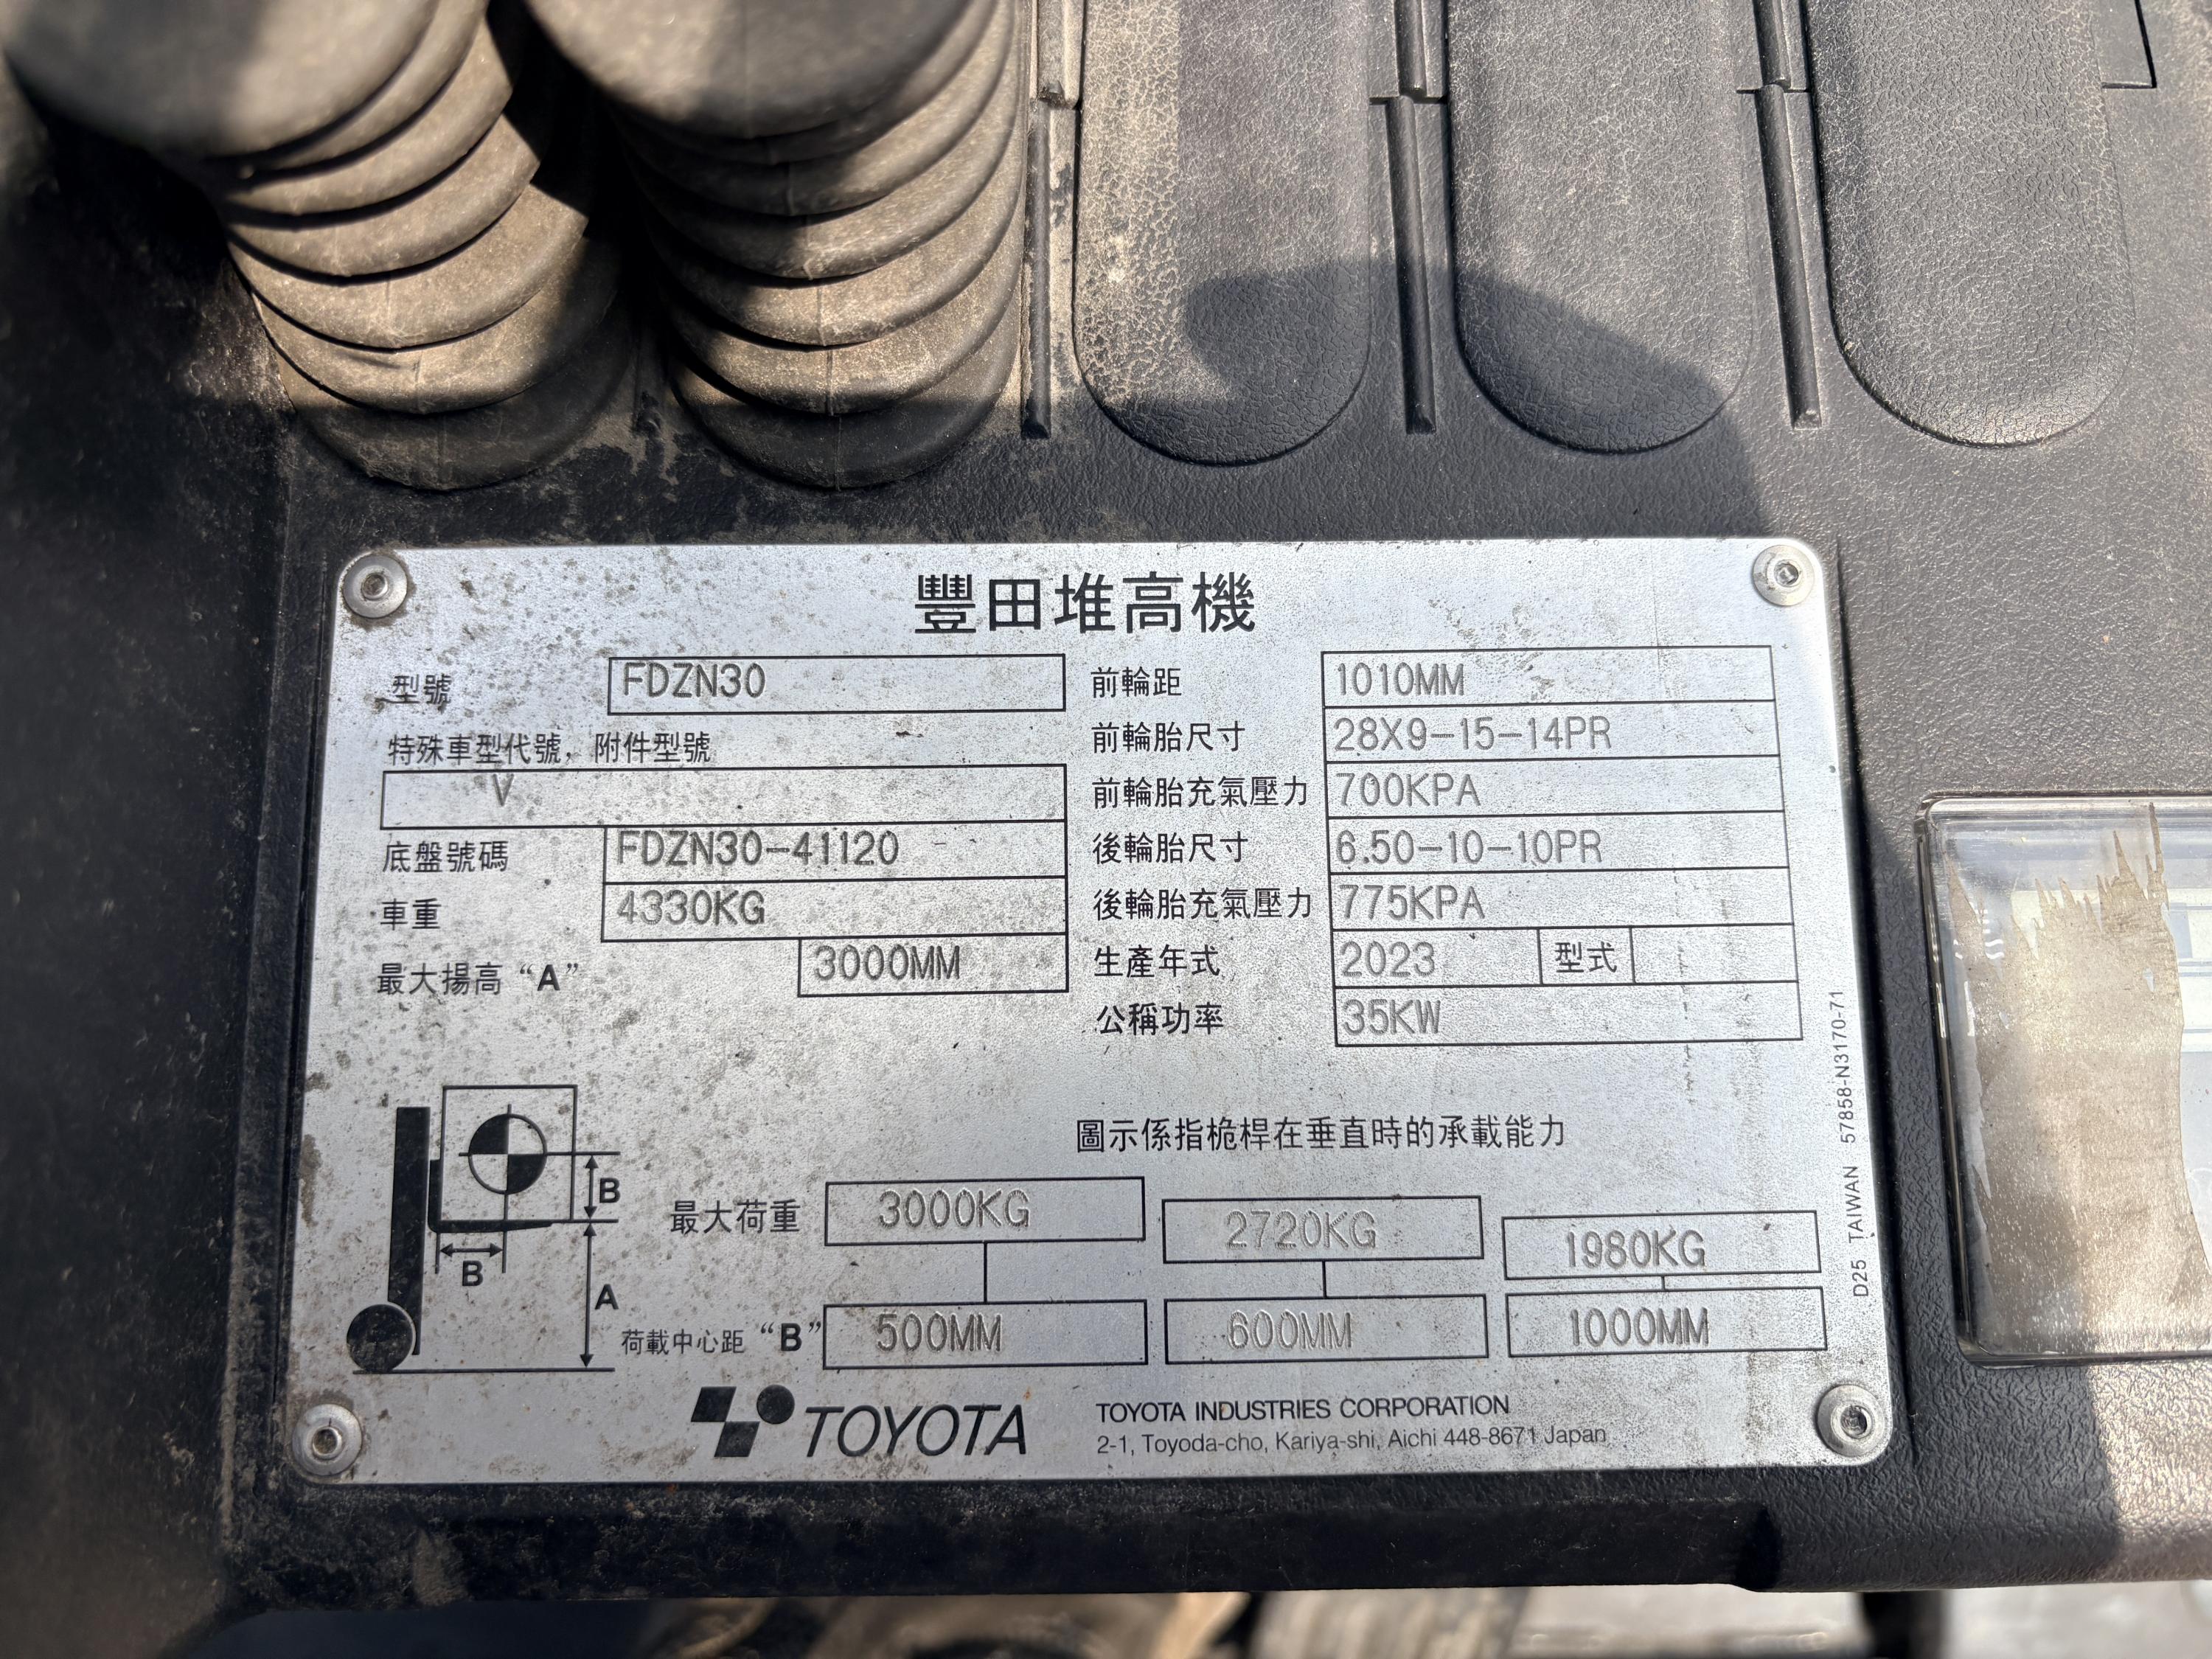 豐田堆高機
型號 FDZN30
特殊車型代號，附件型號
V
底盤號碼 FDZN30-41120
車重 4330KG
最大揚高 “A” 3000MM
前輪距 1010MM
前輪胎尺寸 28X9-15-14PR
前輪胎充氣壓力 700KPA
後輪胎尺寸 6.50-10-10PR
後輪胎充氣壓力 775KPA
生產年式 2023 型式
公稱功率 35KW
圖示係指桅桿在垂直時的承載能力
B
B
A
最大荷重 3000KG 2720KG 1980KG
荷載中心距 “B” 500MM 600MM 1000MM
TOYOTA
TOYOTA INDUSTRIES CORPORATION
2-1, Toyoda-cho, Kariya-shi, Aichi 448-8671 Japan
D25 TAIWAN 57858-N3170-71